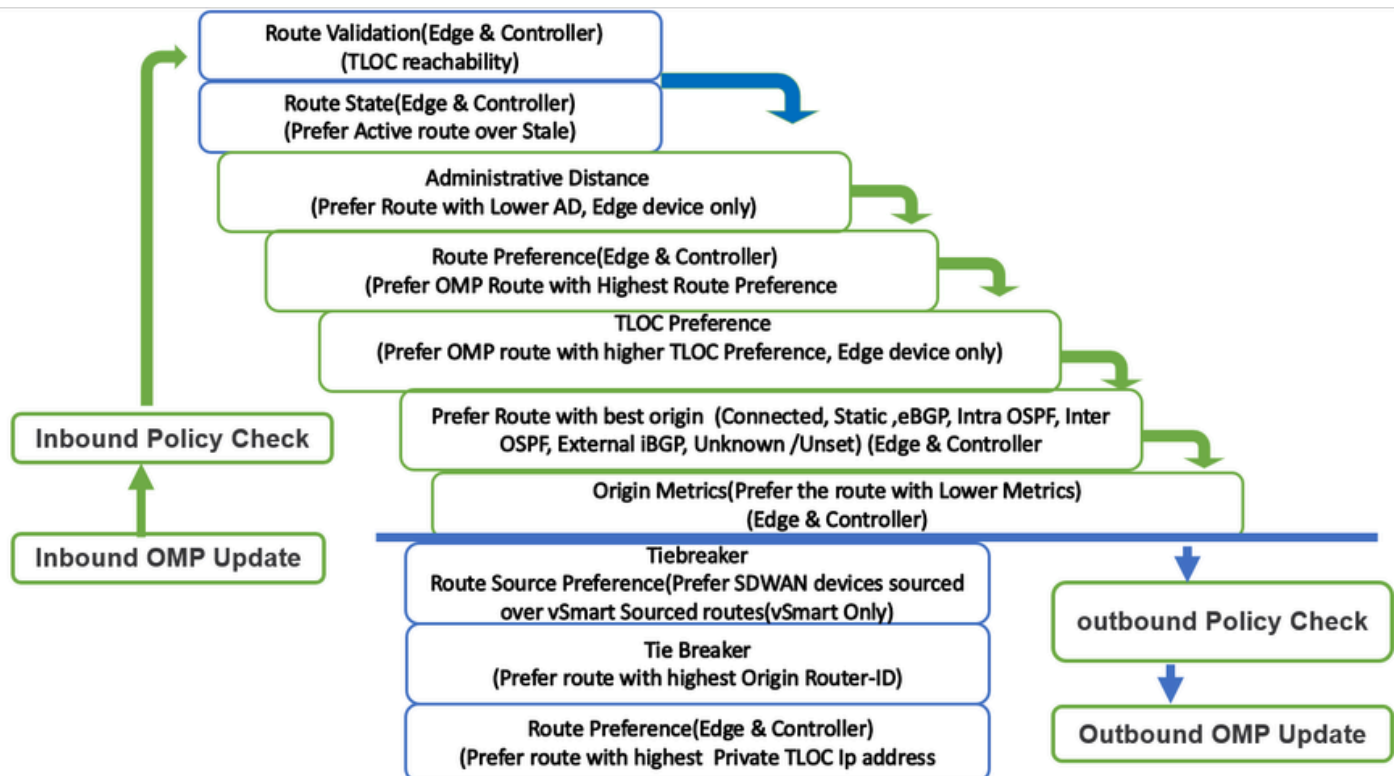 Route Validation(Edge & Controller)
(TLOC reachability)
Route State(Edge & Controller)
(Prefer Active route over Stale)
Administrative Distance
(Prefer Route with Lower AD, Edge device only)
Route Preference(Edge & Controller)
(Prefer OMP Route with Highest Route Preference
TLOC Preference
(Prefer OMP route with higher TLOC Preference, Edge device only)
Prefer Route with best origin (Connected, Static ,eBGP, Intra OSPF, Inter
OSPF, External iBGP, Unknown /Unset) (Edge & Controller
Inbound Policy Check
Origin Metrics(Prefer the route with Lower Metrics)
(Edge & Controller)
Inbound OMP Update
Tiebreaker
Route Source Preference(Prefer SDWAN devices sourced
over vSmart Sourced routes(vSmart Only)
outbound Policy Check
Tie Breaker
(Prefer route with highest Origin Router-ID)
Route Preference(Edge & Controller)
(Prefer route with highest Private TLOC Ip address
Outbound OMP Update